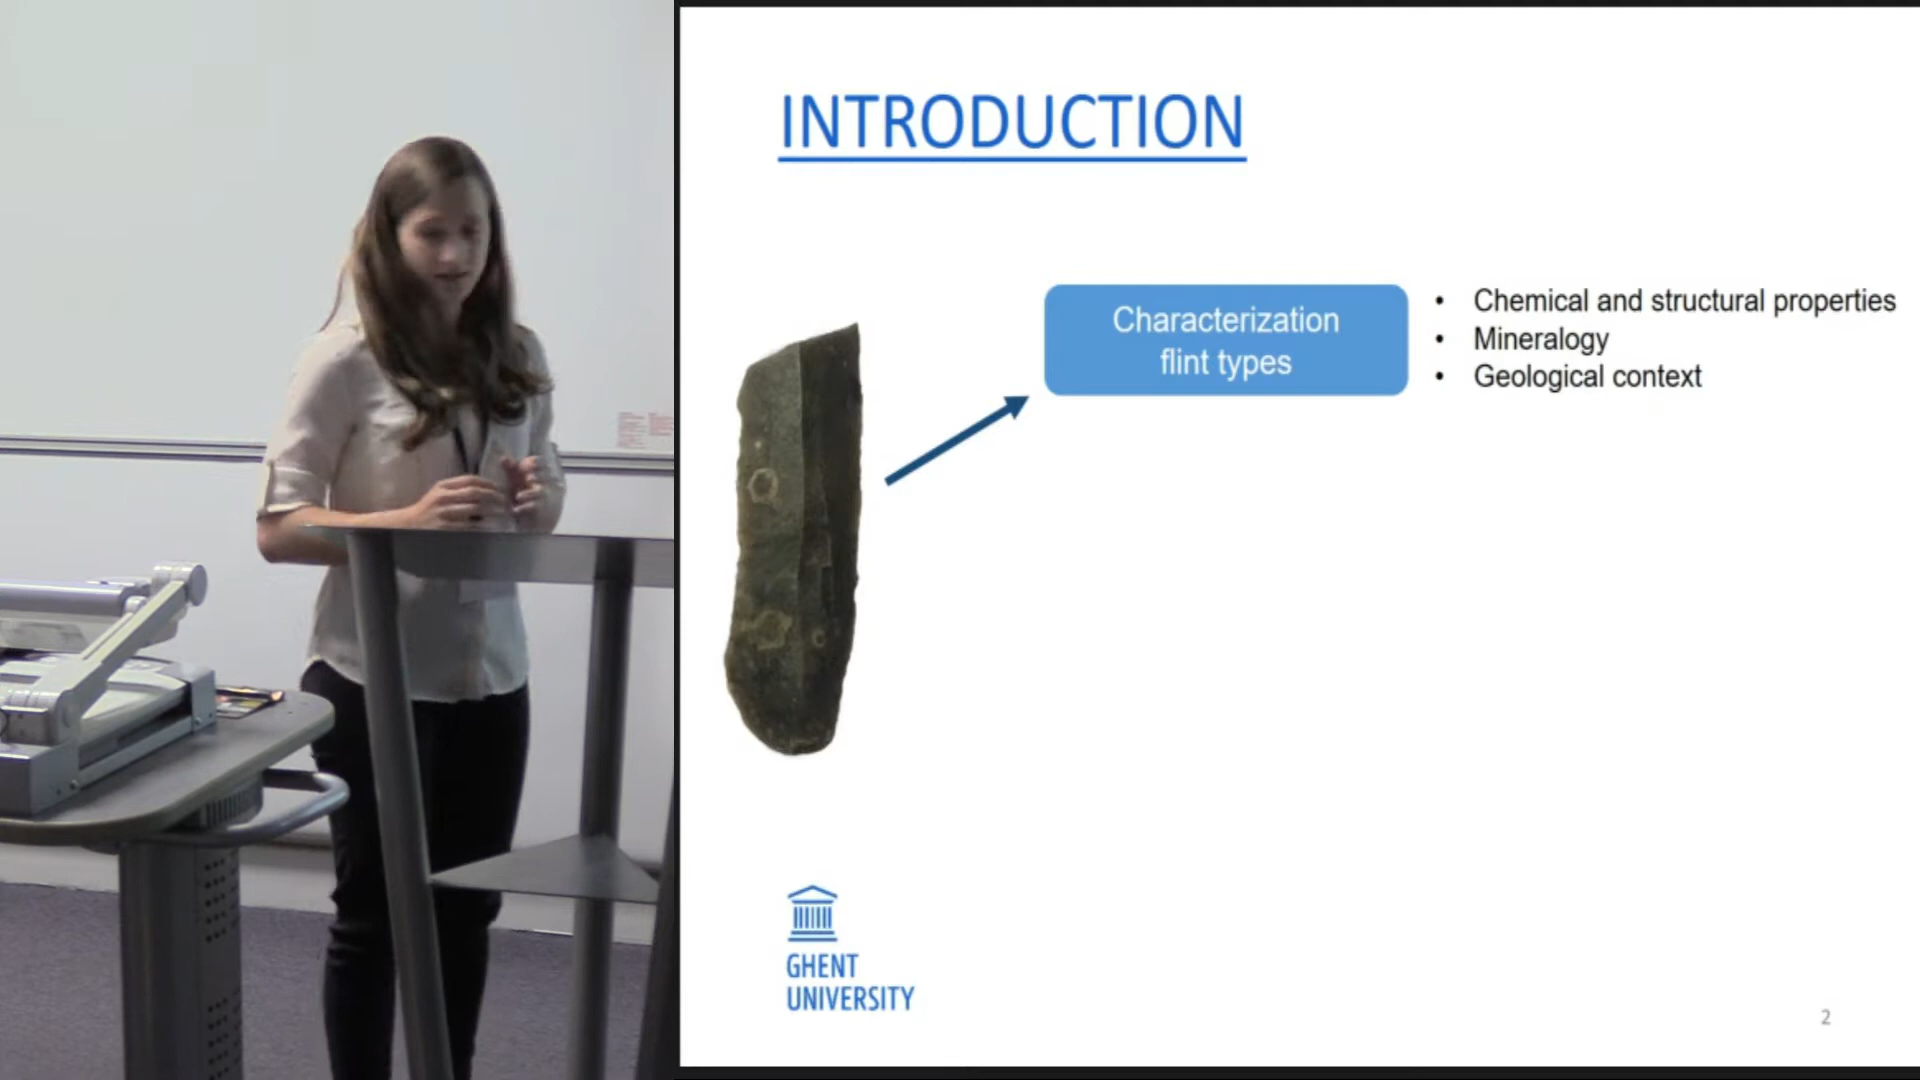 INTRODUCTION
Characterization
flint types
• Chemical and structural properties
• Mineralogy
• Geological context
GHENT
UNIVERSITY
2